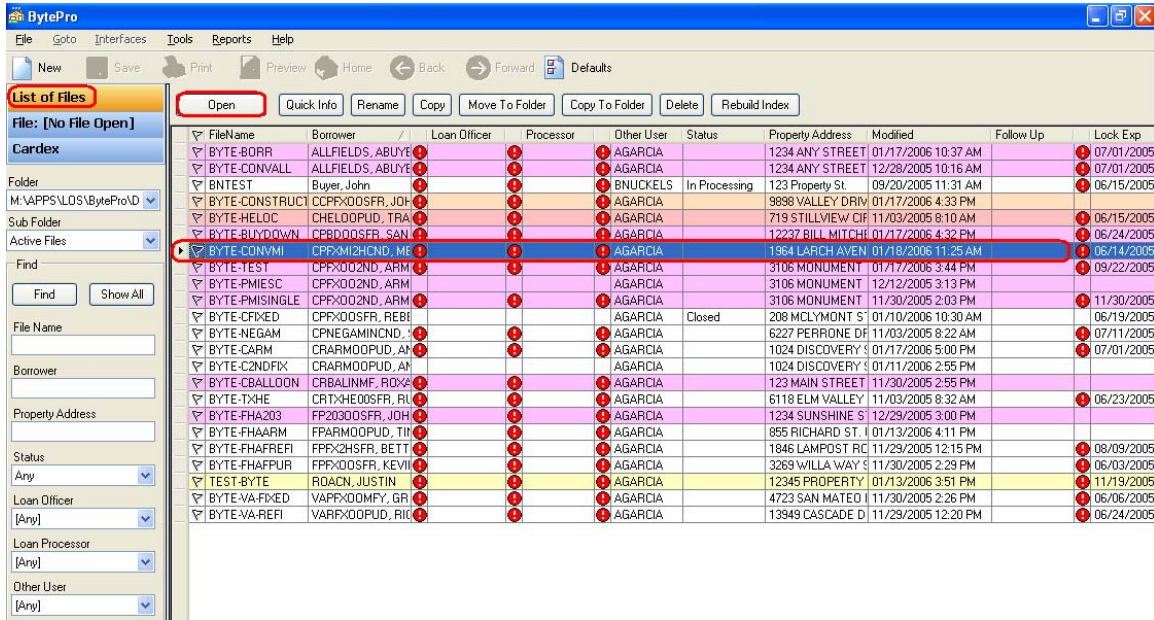 BytePro
File Goto Interfaces Tools Reports Help
New Save Print Preview Home Back Forward Defaults
List of Files
File: [No File Open]
Cardex
Folder
M:\APPS\LOS\BytePro\D
Sub Folder
Active Files
Find
Find Show All
File Name
Borrower
Property Address
Status
Any
Loan Officer
[Any]
Loan Processor
[Any]
Other User
[Any]
Open Quick Info Rename Copy Move To Folder Copy To Folder Delete Rebuild Index
FileName Borrower Loan Officer Processor Other User Status Property Address Modified Follow Up Lock Exp
BYTE-BORR ALLFIELDS, ABUYE AGARCIA 1234 ANY STREET 01/17/2006 10:37 AM 07/01/2005
BYTE-CONVALL ALLFIELDS, ABUYE AGARCIA 1234 ANY STREET 12/28/2005 10:16 AM 07/01/2005
BNTEST Buyer, John BNUCKELS In Processing 123 Property St. 09/20/2005 11:31 AM 06/15/2005
BYTE-CONSTRUCT CCPFXOOSFR, JOH AGARCIA 9898 VALLEY DRIV 01/17/2006 4:33 PM
BYTE-HELOC CHELOOPUD, TRA AGARCIA 719 STILLVIEW CIF 11/03/2005 8:10 AM 06/15/2005
BYTE-BUYDOWN CPBDOOSFR, SAN AGARCIA 12237 BILL MITCHE 01/17/2006 4:32 PM 06/24/2005
BYTE-CONVMI CPFXMI2HCND, ME AGARCIA 1964 LARCH AVEN 01/18/2006 11:25 AM 06/14/2005
BYTE-TEST CPFXOO2ND, ARM AGARCIA 3106 MONUMENT 01/17/2006 3:44 PM 09/22/2005
BYTE-PMIESC CPFXOO2ND, ARM AGARCIA 3106 MONUMENT 12/12/2005 3:13 PM
BYTE-PMISINGLE CPFXOO2ND, ARM AGARCIA 3106 MONUMENT 11/30/2005 2:03 PM 11/30/2005
BYTE-CFIXED CPFXOOSFR, REBE AGARCIA Closed 208 MCLYMONT ST 01/10/2006 10:30 AM 06/19/2005
BYTE-NEGAM CPNEGAMINCND, AGARCIA 6227 PERRONE DF 11/03/2005 8:22 AM 07/11/2005
BYTE-CARM CRARMOOPUD, AN AGARCIA 1024 DISCOVERY 01/17/2006 5:00 PM 07/01/2005
BYTE-C2NDFIX CRARMOOPUD, AN AGARCIA 1024 DISCOVERY 01/11/2006 2:55 PM
BYTE-CBALLOON CRBALINMF, ROXA AGARCIA 123 MAIN STREET 11/30/2005 2:55 PM
BYTE-TXHE CRTXHE00SFR, RU AGARCIA 6118 ELM VALLEY 11/03/2005 8:32 AM 06/23/2005
BYTE-FHA203 FP203OOSFR, JOH AGARCIA 1234 SUNSHINE S 12/29/2005 3:00 PM
BYTE-FHAARM FPARMOOPUD, TIM AGARCIA 855 RICHARD ST. 01/13/2006 4:11 PM
BYTE-FHAFREFI FPFX2HSFR, BETT AGARCIA 1846 LAMPOST RC 11/29/2005 12:15 PM 08/09/2005
BYTE-FHAFPUR FPFXOOSFR, KEVII AGARCIA 3269 WILLA WAY 11/30/2005 2:29 PM 06/03/2005
TEST-BYTE ROACN, JUSTIN AGARCIA 12345 PROPERTY 01/13/2006 3:51 PM 11/19/2005
BYTE-VA-FIXED VAPFXOOMFY, GR AGARCIA 4723 SAN MATEO 11/30/2005 2:26 PM 06/06/2005
BYTE-VA-REFI VARFXOOPUD, RIC AGARCIA 13949 CASCADE D 11/29/2005 12:20 PM 06/24/2005